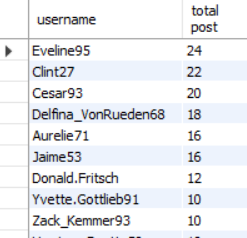 username total post
Eveline95 24
Clint27 22
Cesar93 20
Delfina_VonRueden68 18
Aurelie71 16
Jaime53 16
Donald.Fritsch 12
Yvette.Gottlieb91 10
Zack_Kemmer93 10